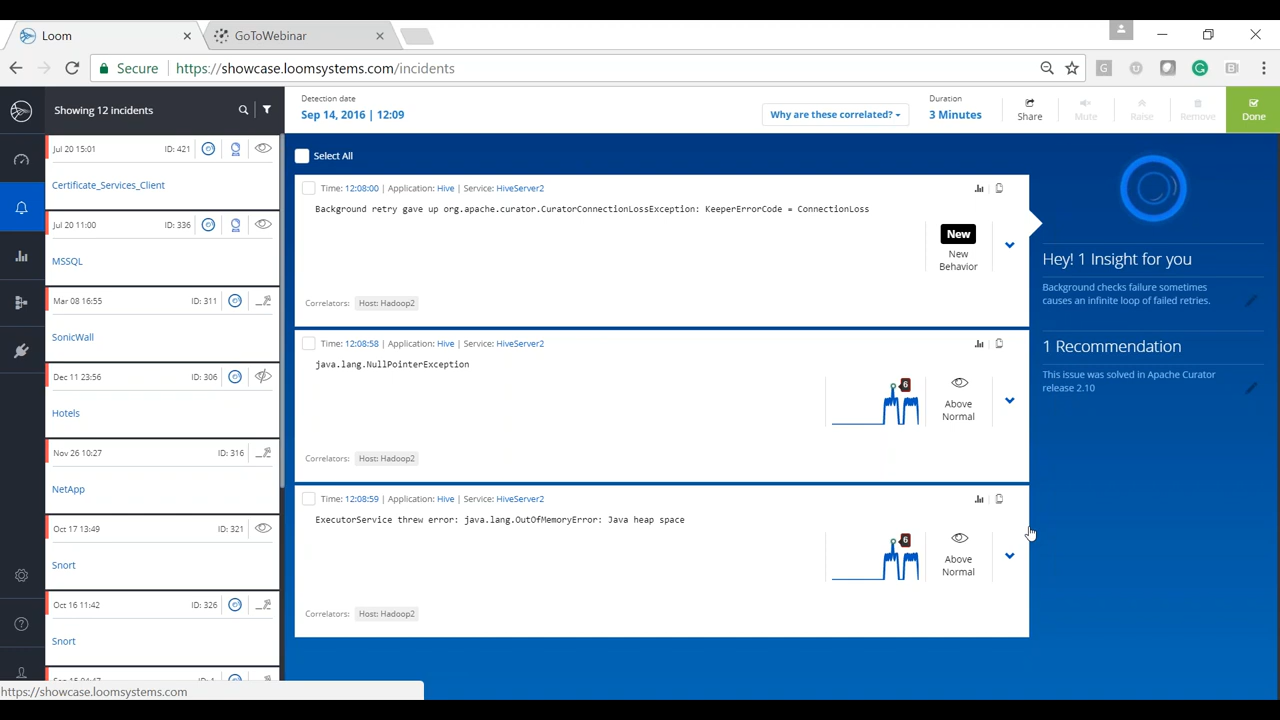 Loom
GoToWebinar
Secure
https://showcase.loomsystems.com/incidents
Showing 12 incidents
Jul 20 15:01 ID: 421
Certificate_Services_Client
Jul 20 11:00 ID: 336
MSSQL
Mar 08 16:55 ID: 311
SonicWall
Dec 11 23:56 ID: 306
Hotels
Nov 26 10:27 ID: 316
NetApp
Oct 17 13:49 ID: 321
Snort
Oct 16 11:42 ID: 326
Snort
https://showcase.loomsystems.com
Detection date
Sep 14, 2016 | 12:09
Why are these correlated?
Duration
3 Minutes
Share
Mute
Raise
Remove
Done
Select All
Time: 12:08:00 | Application: Hive | Service: HiveServer2
Background retry gave up org.apache.curator.CuratorConnectionLossException: KeeperErrorCode = ConnectionLoss
New
New
Behavior
Correlators: Host: Hadoop2
Time: 12:08:58 | Application: Hive | Service: HiveServer2
java.lang.NullPointerException
6
Above
Normal
Correlators: Host: Hadoop2
Time: 12:08:59 | Application: Hive | Service: HiveServer2
ExecutorService threw error: java.lang.OutOfMemoryError: Java heap space
6
Above
Normal
Correlators: Host: Hadoop2
Hey! 1 Insight for you
Background checks failure sometimes
causes an infinite loop of failed retries.
1 Recommendation
This issue was solved in Apache Curator
release 2.10